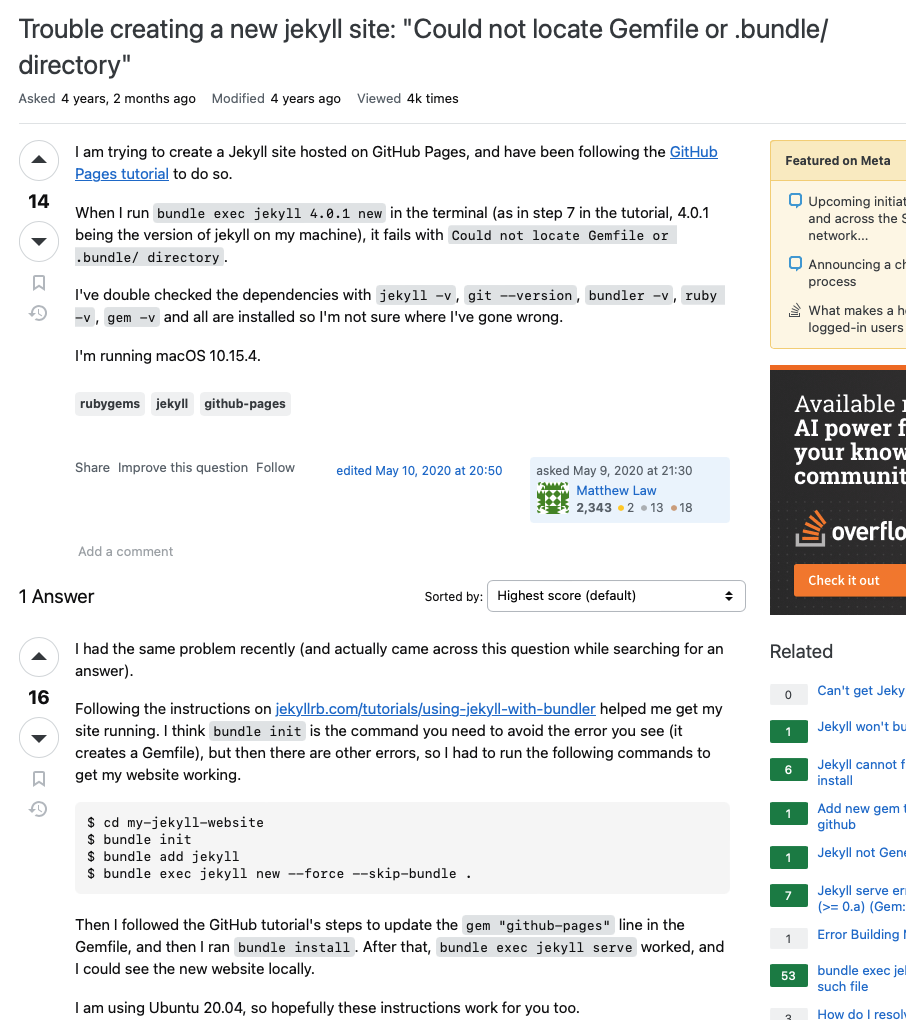 Trouble creating a new jekyll site: "Could not locate Gemfile or .bundle/
directory"
Asked 4 years, 2 months ago Modified 4 years ago Viewed 4k times
I am trying to create a Jekyll site hosted on GitHub Pages, and have been following the GitHub
Pages tutorial to do so.
14
When I run bundle exec jekyll 4.0.1 new in the terminal (as in step 7 in the tutorial, 4.0.1
being the version of jekyll on my machine), it fails with Could not locate Gemfile or
.bundle/ directory.
I've double checked the dependencies with jekyll -v, git --version, bundler -v, ruby
-v, gem -v and all are installed so I'm not sure where I've gone wrong.
I'm running macOS 10.15.4.
rubygems jekyll github-pages
Share Improve this question Follow
edited May 10, 2020 at 20:50
asked May 9, 2020 at 21:30
Matthew Law
2,343 2 13 18
Add a comment
1 Answer
Sorted by: Highest score (default)
I had the same problem recently (and actually came across this question while searching for an
answer).
16
Following the instructions on jekyllrb.com/tutorials/using-jekyll-with-bundler helped me get my
site running. I think bundle init is the command you need to avoid the error you see (it
creates a Gemfile), but then there are other errors, so I had to run the following commands to
get my website working.
$ cd my-jekyll-website
$ bundle init
$ bundle add jekyll
$ bundle exec jekyll new --force --skip-bundle .
Then I followed the GitHub tutorial's steps to update the gem "github-pages" line in the
Gemfile, and then I ran bundle install. After that, bundle exec jekyll serve worked, and
I could see the new website locally.
I am using Ubuntu 20.04, so hopefully these instructions work for you too.
Featured on Meta
Upcoming initiat
and across the S
network...
Announcing a ch
process
What makes a h
logged-in users
Available
AI power f
your know
communit
overflo
Check it out
Related
0 Can't get Jeky
1 Jekyll won't bu
6 Jekyll cannot f
install
1 Add new gem t
github
1 Jekyll not Gene
7 Jekyll serve err
(>= 0.a) (Gem:
1 Error Building
53 bundle exec jek
such file
3 How do I resolv